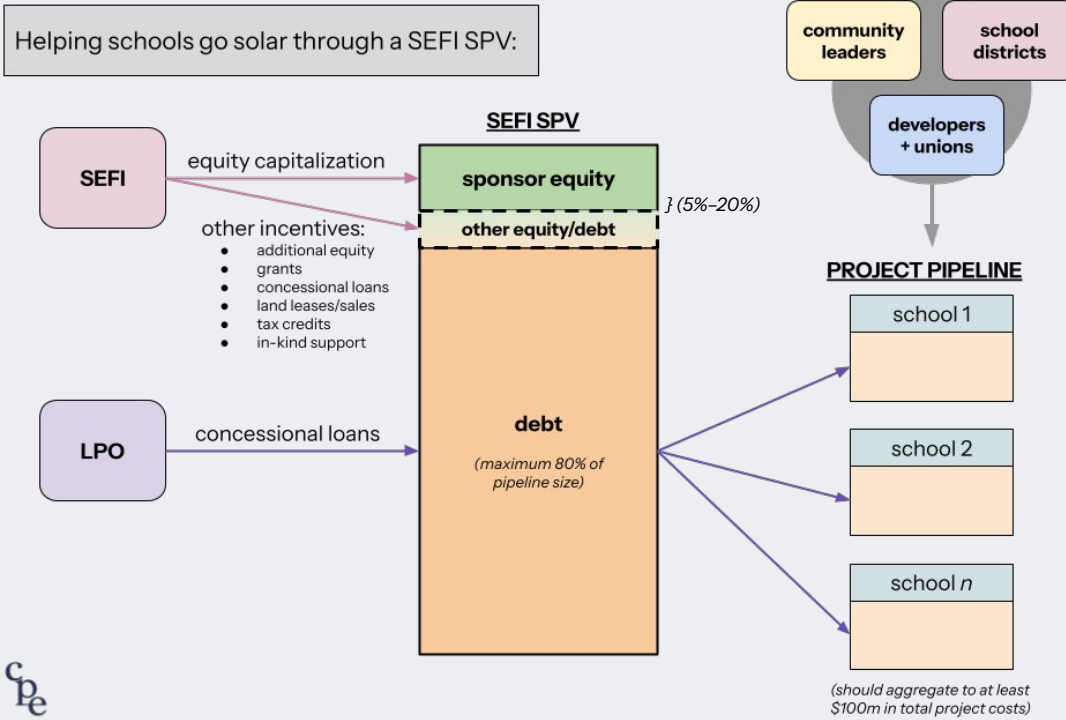 Helping schools go solar through a SEFI SPV:
community
leaders
school
districts
developers
+ unions
SEFI SPV
SEFI
equity capitalization
sponsor equity
} (5%–20%)
other equity/debt
other incentives:
● additional equity
● grants
● concessional loans
● land leases/sales
● tax credits
● in-kind support
LPO
concessional loans
debt
(maximum 80% of
pipeline size)
PROJECT PIPELINE
school 1
school 2
school n
(should aggregate to at least
$100m in total project costs)
cpe